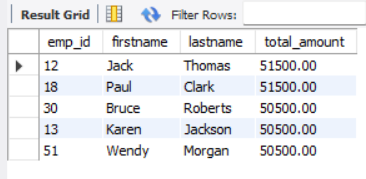 Result Grid Filter Rows:
emp_id firstname lastname total_amount
12 Jack Thomas 51500.00
18 Paul Clark 51500.00
30 Bruce Roberts 50500.00
13 Karen Jackson 50500.00
51 Wendy Morgan 50500.00